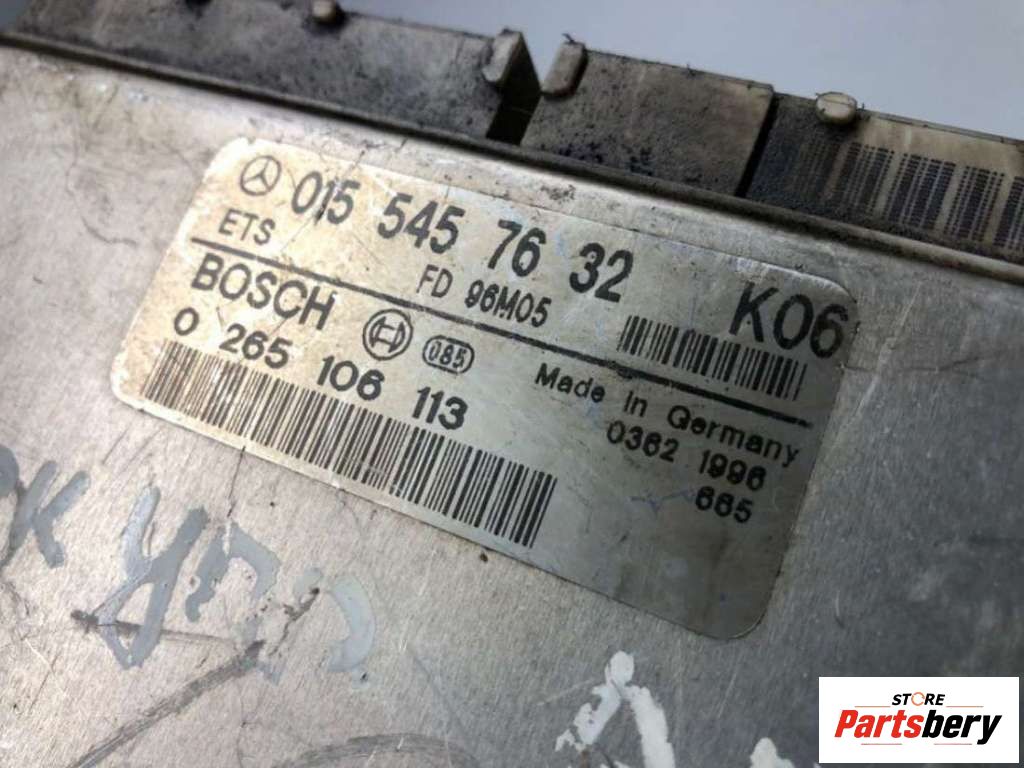 015 545 76 32
ETS FD 96M05 K06
BOSCH 085 Made in Germany
0 265 106 113 0362 1996
665
STORE
Partsbery